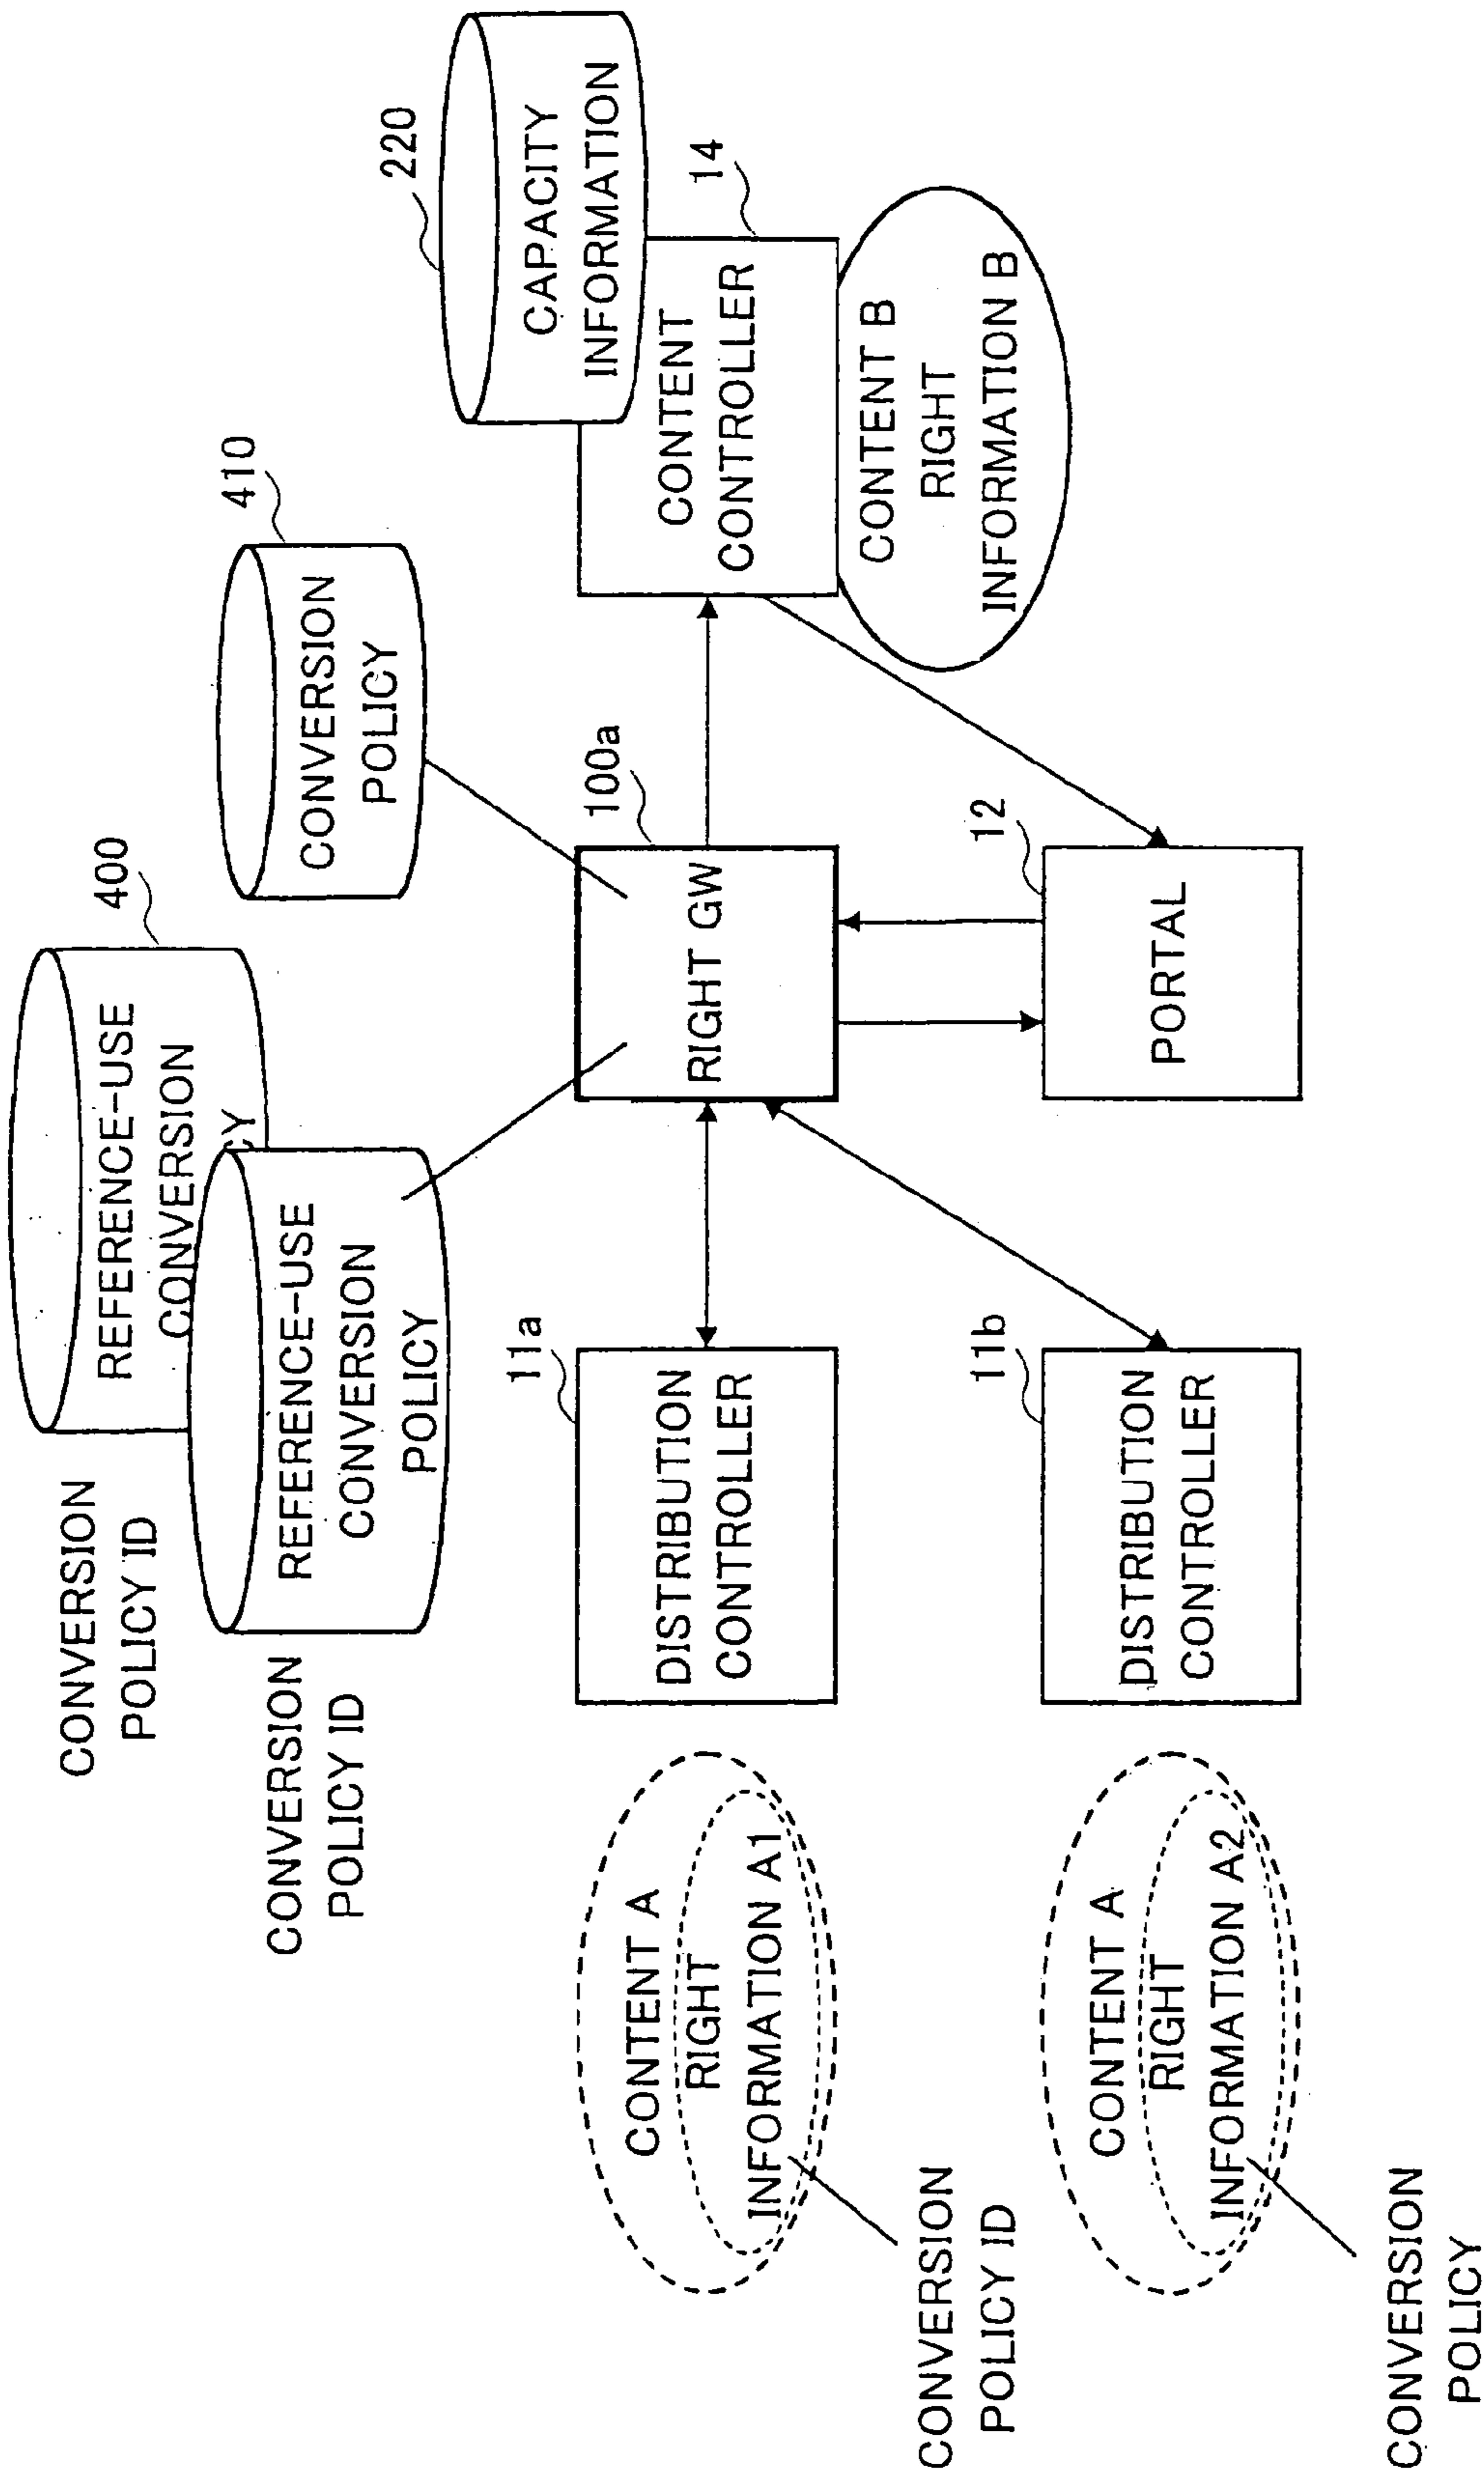 400
REFERENCE-USE
CONVERSION
CY
CONVERSION
POLICY ID
REFERENCE-USE
CONVERSION
POLICY
CONVERSION
POLICY ID
410
CONVERSION
POLICY
220
CAPACITY
INFORMATION
CONTENT A
RIGHT
INFORMATION A1
CONVERSION
POLICY ID
11a
DISTRIBUTION
CONTROLLER
100a
RIGHT GW
14
CONTENT
CONTROLLER
CONTENT B
RIGHT
INFORMATION B
CONTENT A
RIGHT
INFORMATION A2
CONVERSION
POLICY
11b
DISTRIBUTION
CONTROLLER
12
PORTAL